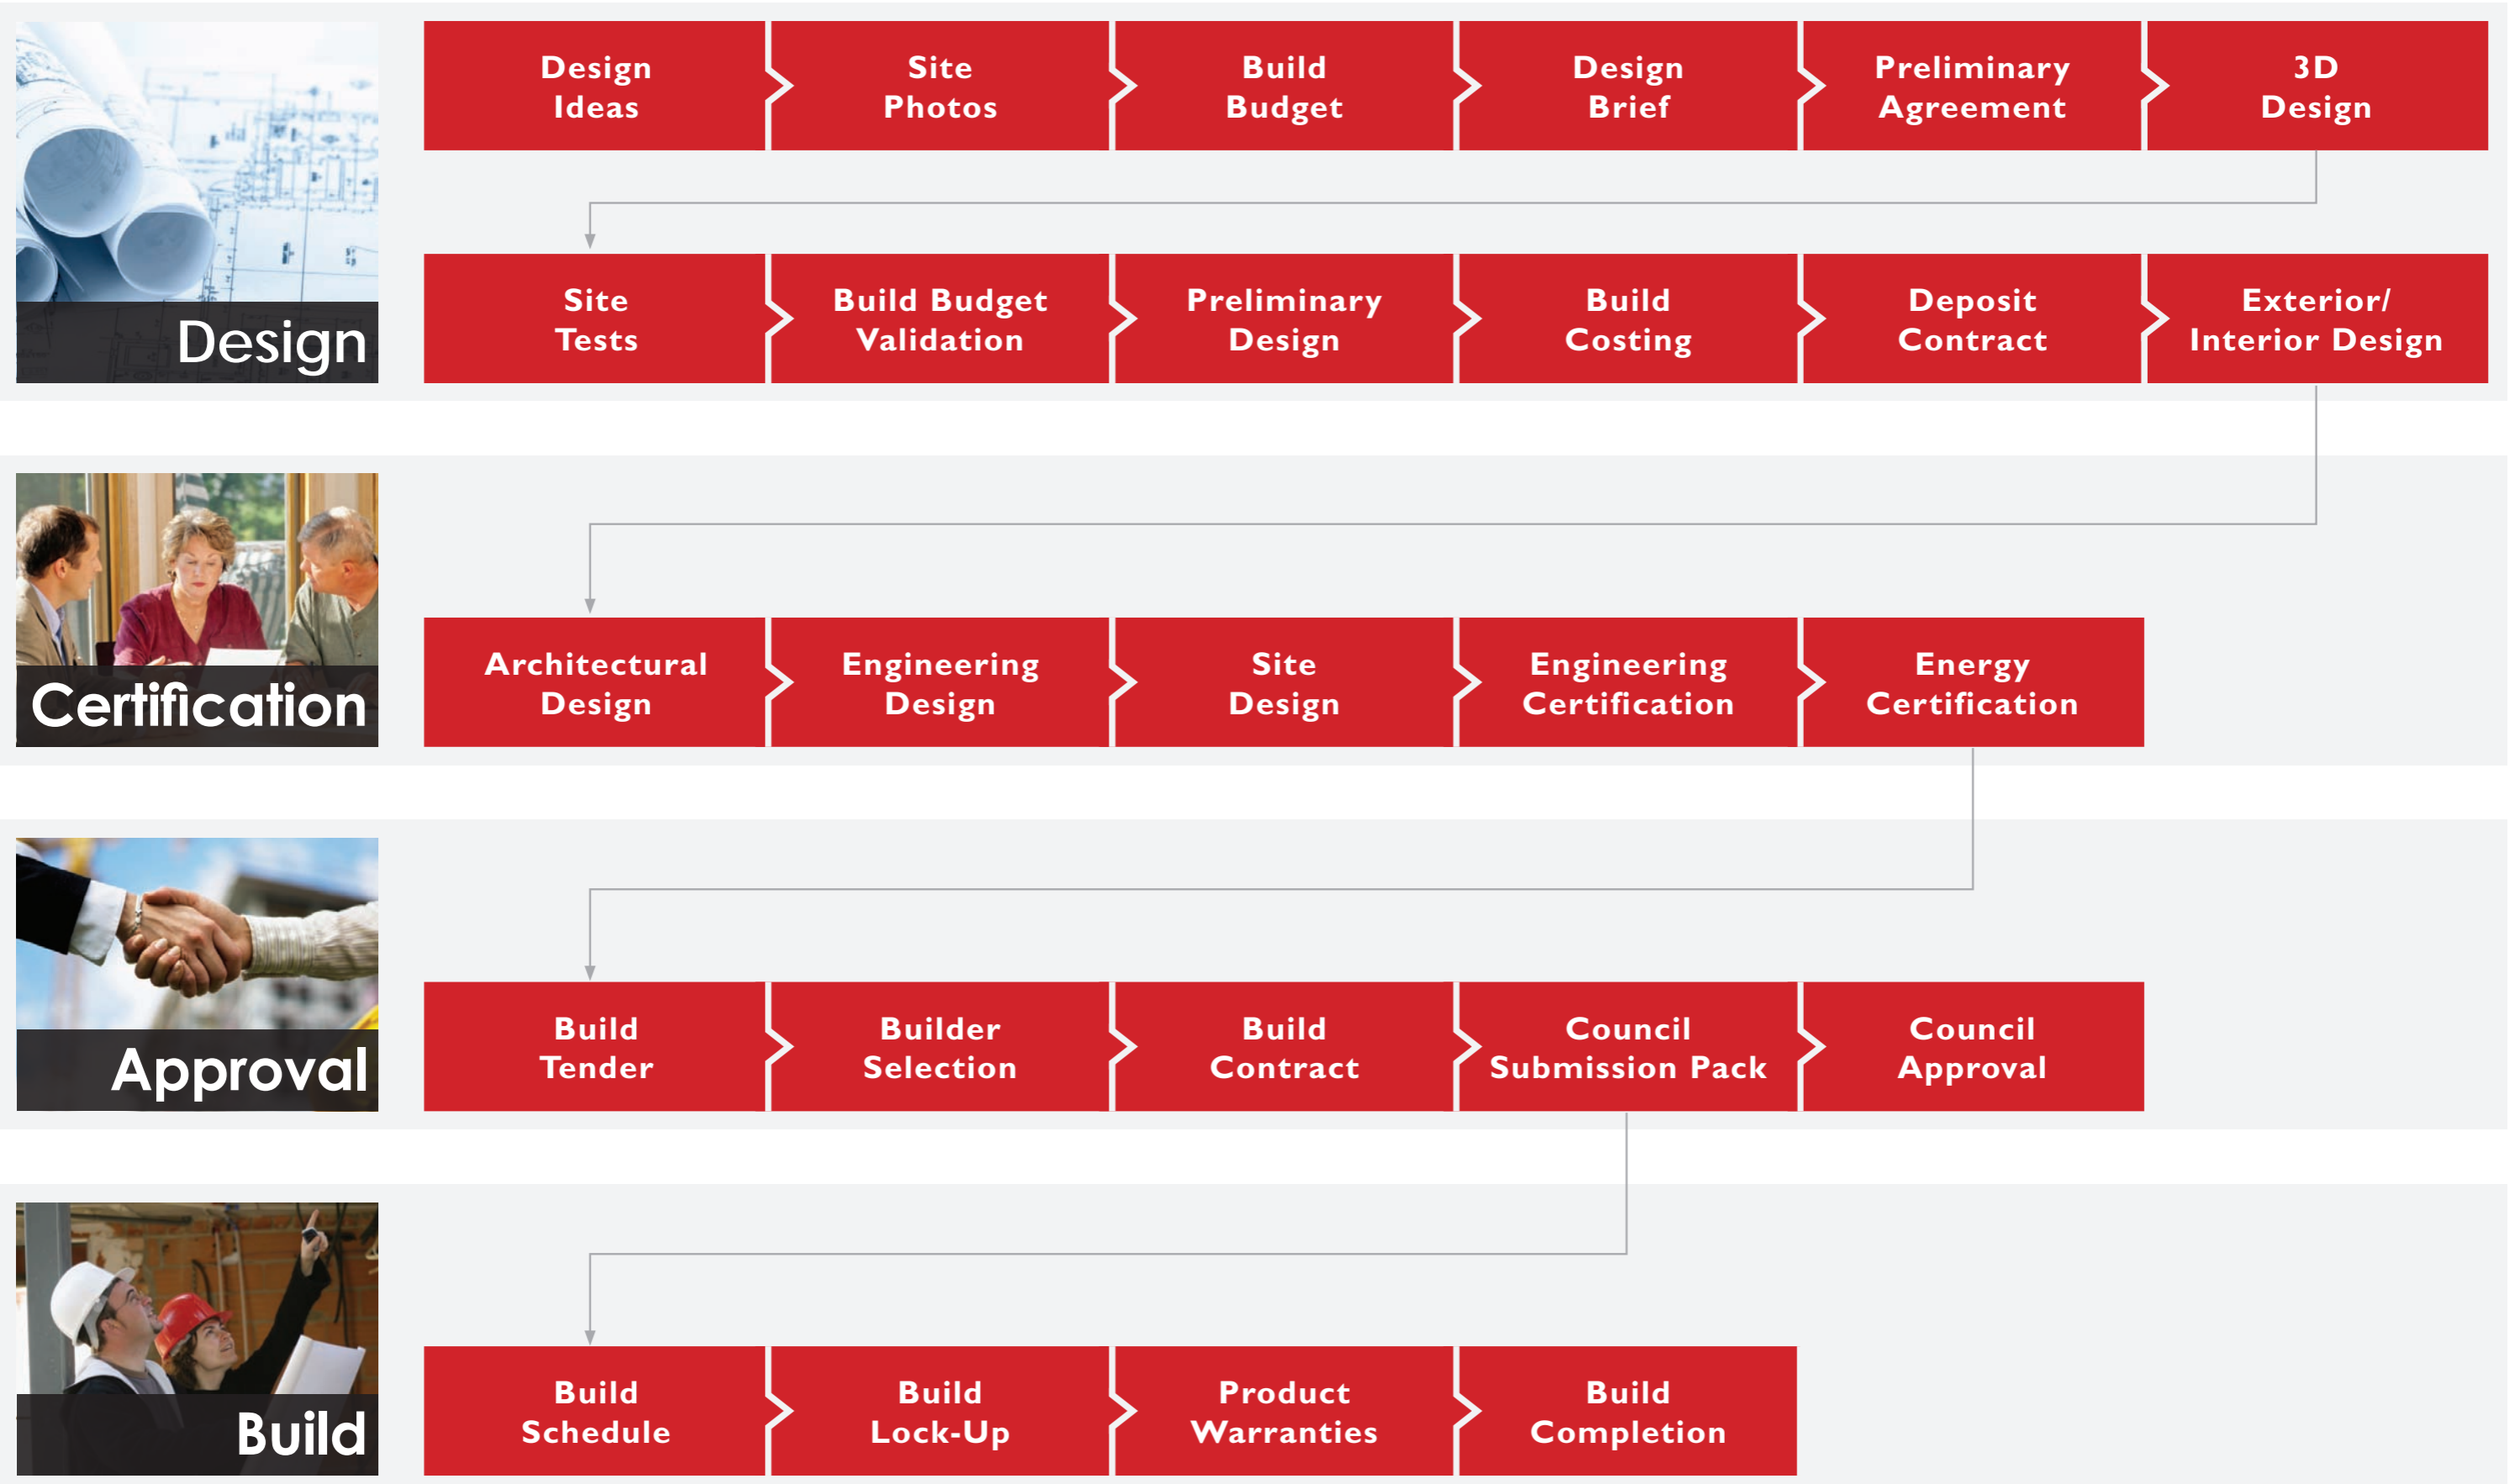 Design
Ideas
Site
Photos
Build
Budget
Design
Brief
Preliminary
Agreement
3D
Design
Site
Tests
Build Budget
Validation
Preliminary
Design
Build
Costing
Deposit
Contract
Exterior/
Interior Design
Design
Architectural
Design
Engineering
Design
Site
Design
Engineering
Certification
Energy
Certification
Certification
Build
Tender
Builder
Selection
Build
Contract
Council
Submission Pack
Council
Approval
Approval
Build
Schedule
Build
Lock-Up
Product
Warranties
Build
Completion
Build